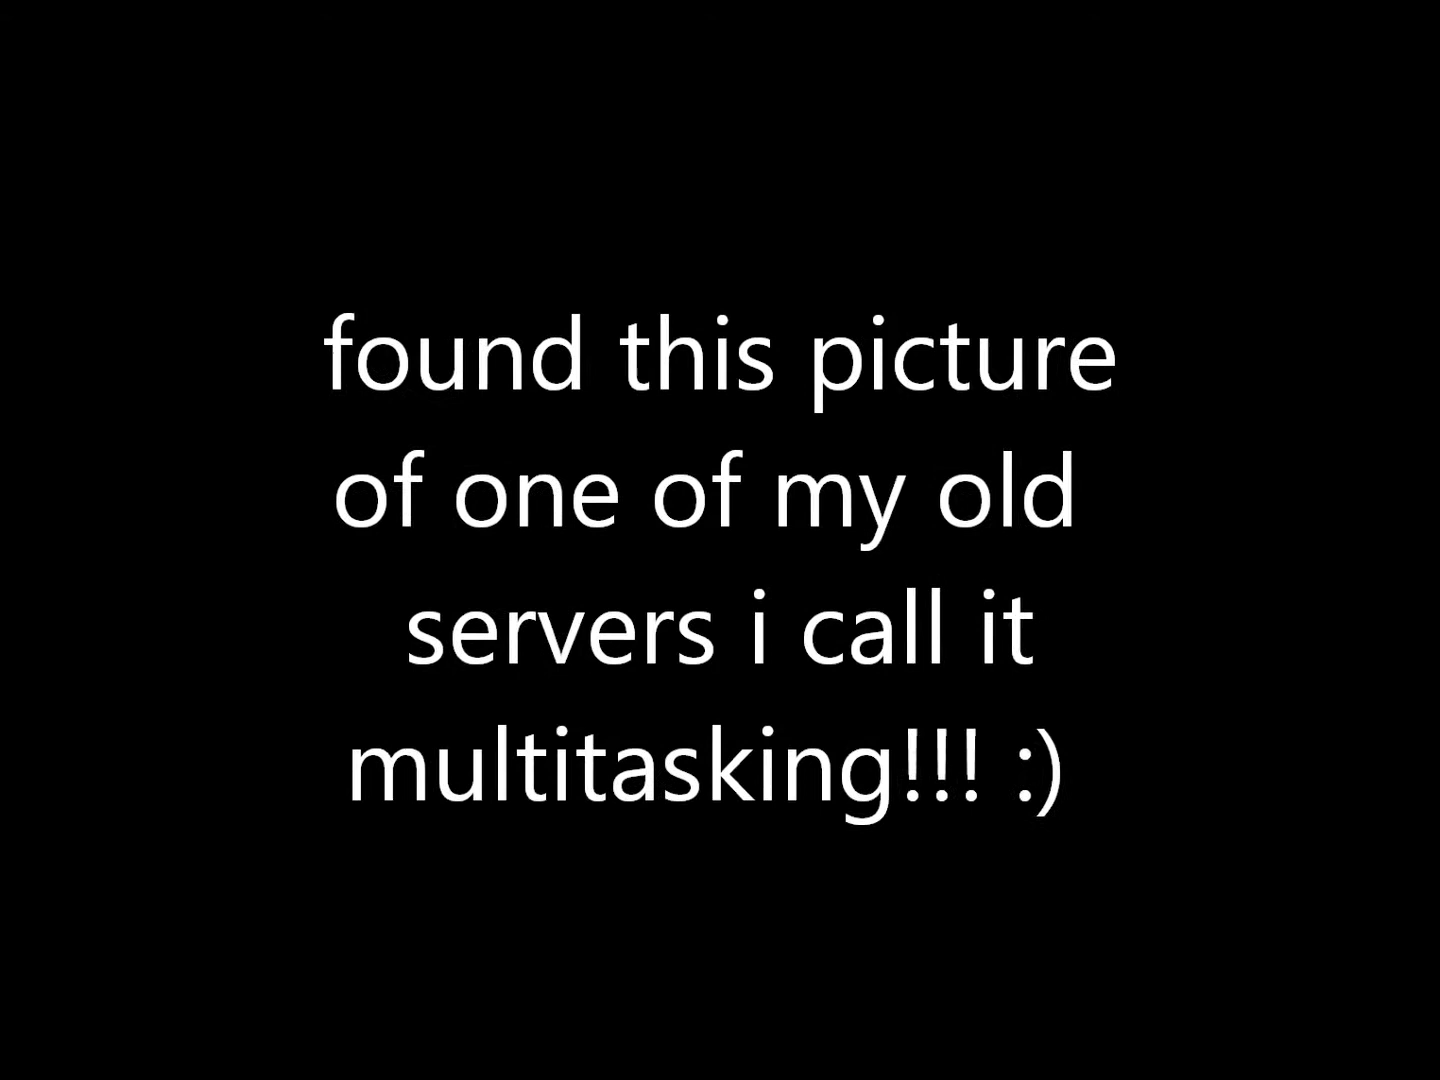 found this picture
of one of my old
servers i call it
multitasking!!! :)